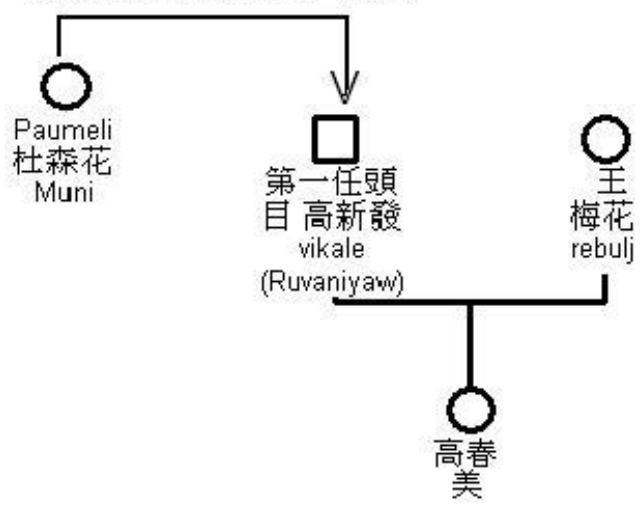 Paumeli
杜森花
Muni
第一任頭
目 高新發
vikale
(Ruvaniyaw)
王
梅花
rebulj
高春
美